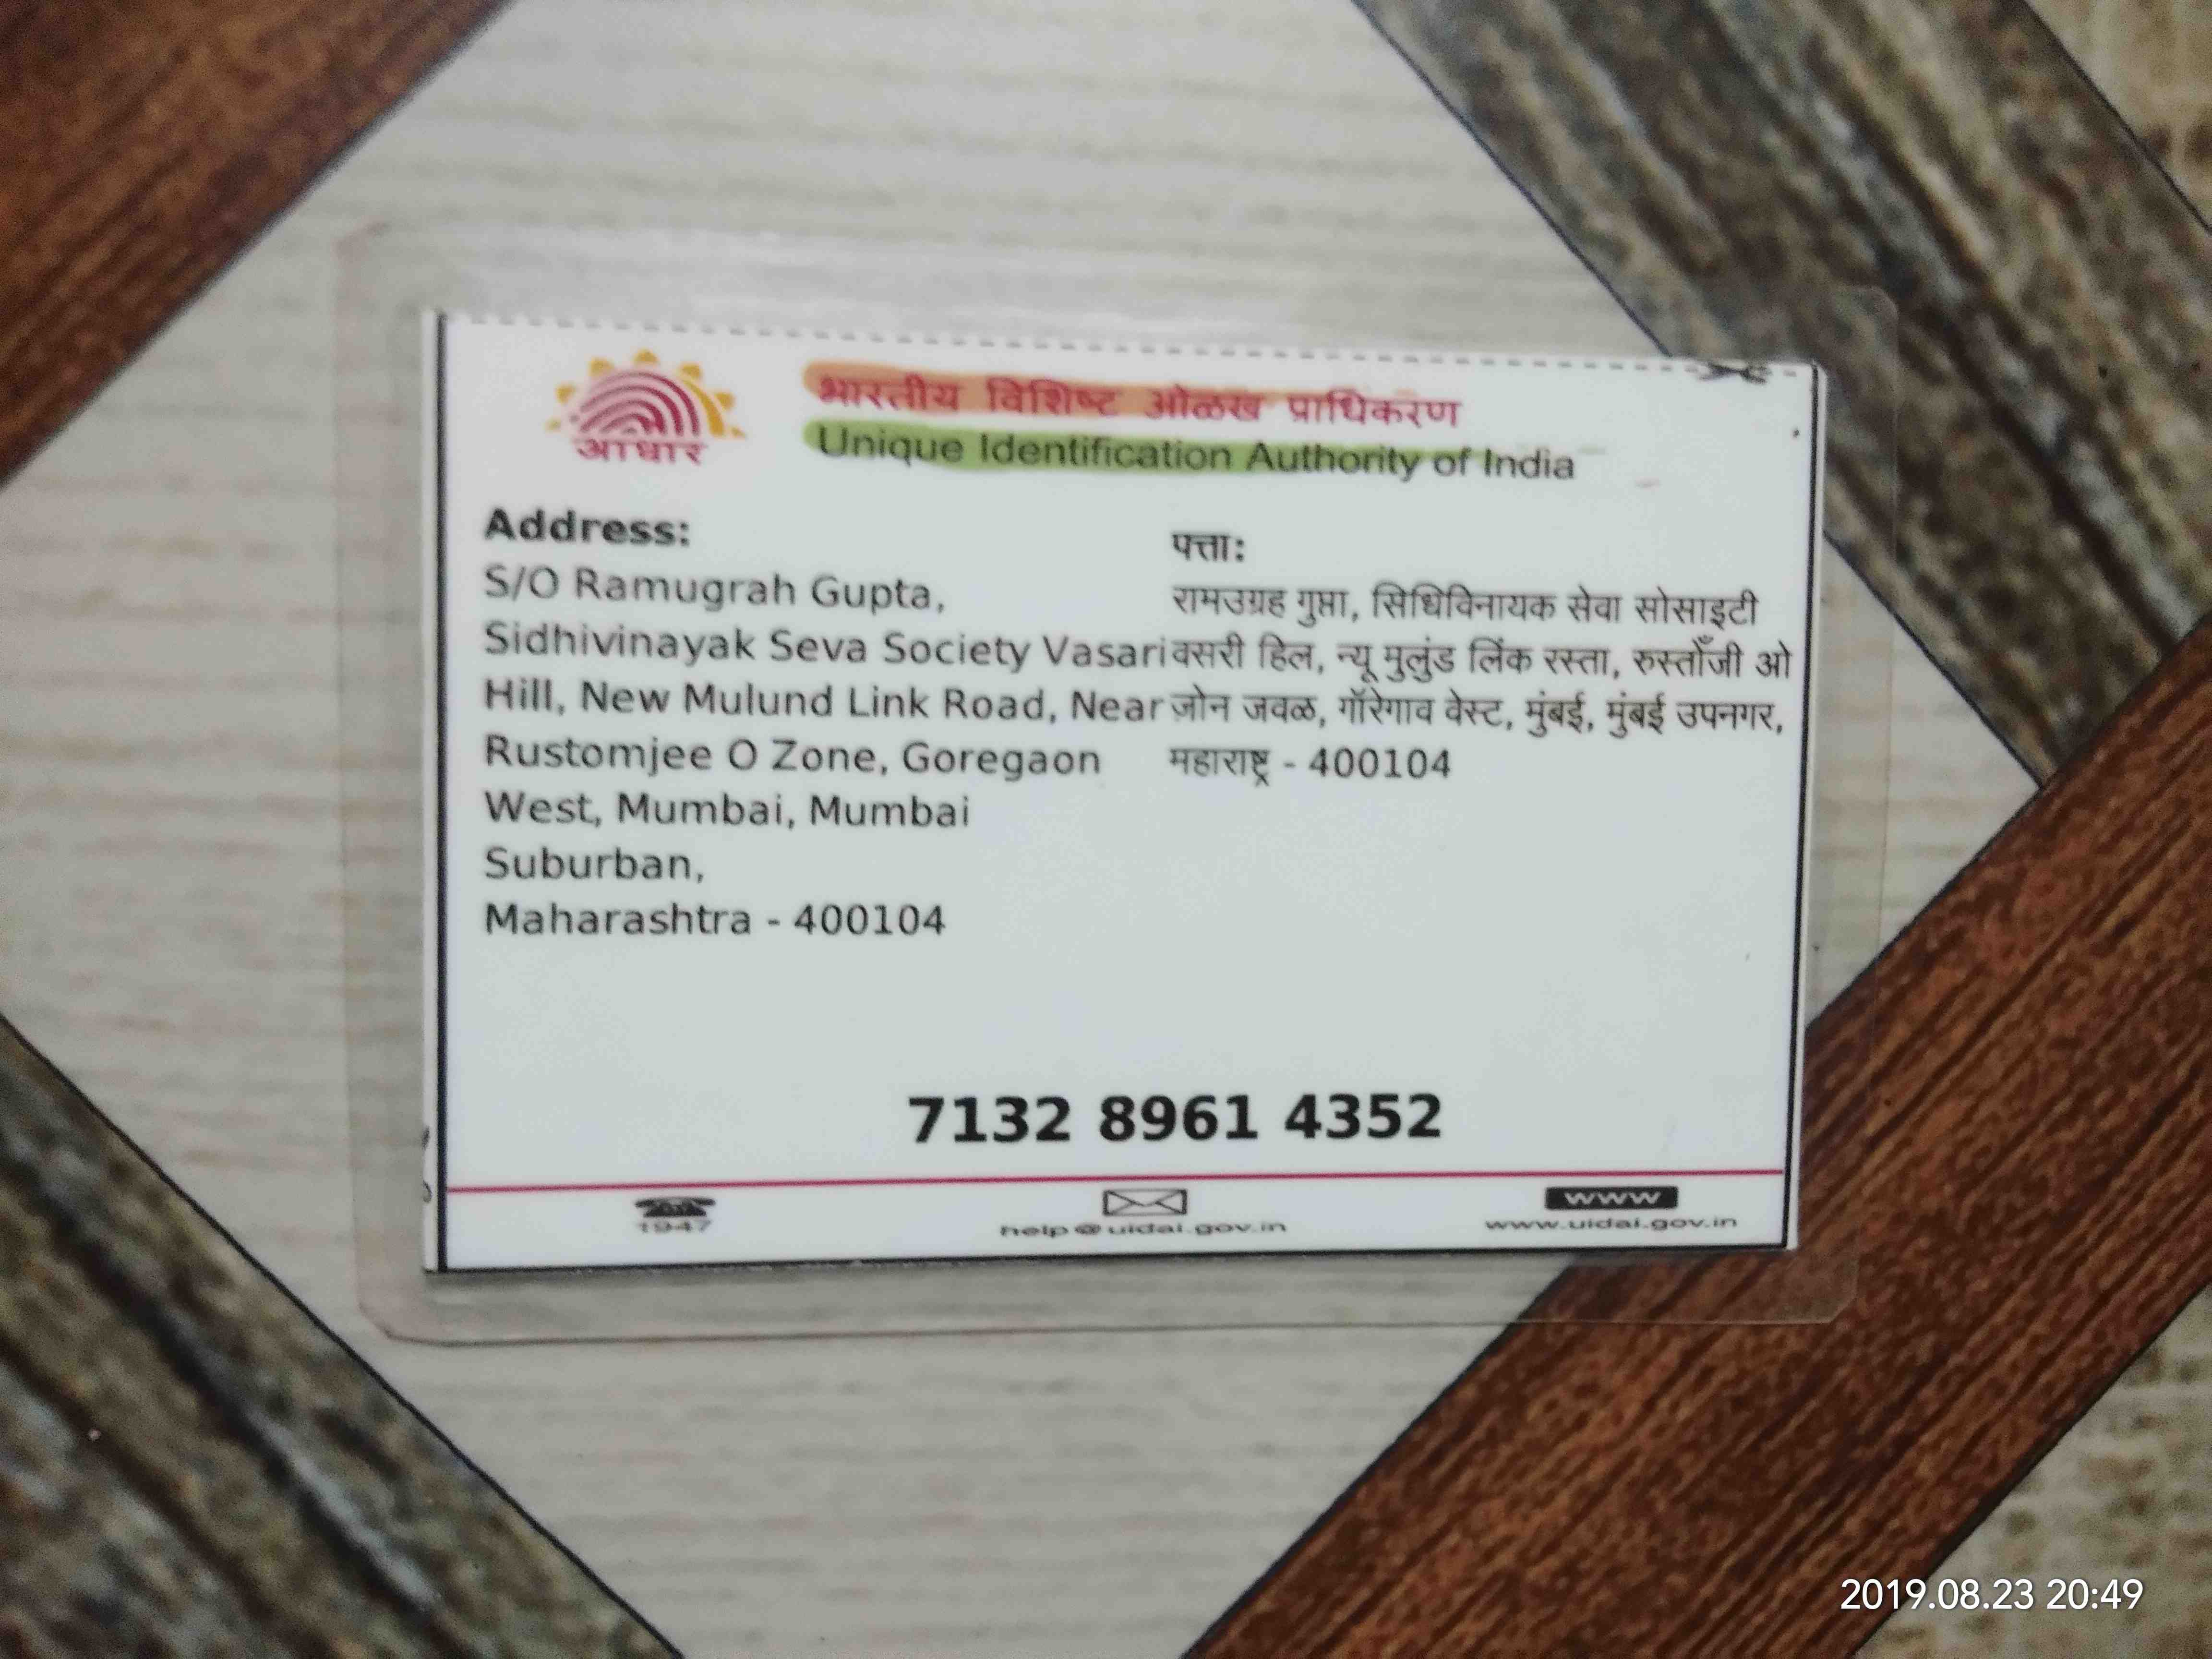 आधार
भारतीय विशिष्ट ओळख प्राधिकरण
Unique Identification Authority of India
Address:
S/O Ramugrah Gupta,
Sidhivinayak Seva Society Vasari
Hill, New Mulund Link Road, Near
Rustomjee O Zone, Goregaon
West, Mumbai, Mumbai
Suburban,
Maharashtra - 400104
पत्ता:
रामउग्रह गुप्ता, सिधिविनायक सेवा सोसाइटी
वसरी हिल, न्यू मुलुंड लिंक रस्ता, रुस्तोँजी ओ
ज़ोन जवळ, गॉरेगाव वेस्ट, मुंबई, मुंबई उपनगर,
महाराष्ट्र - 400104
7132 8961 4352
1947
help@uidai.gov.in
www
www.uidai.gov.in
2019.08.23 20:49